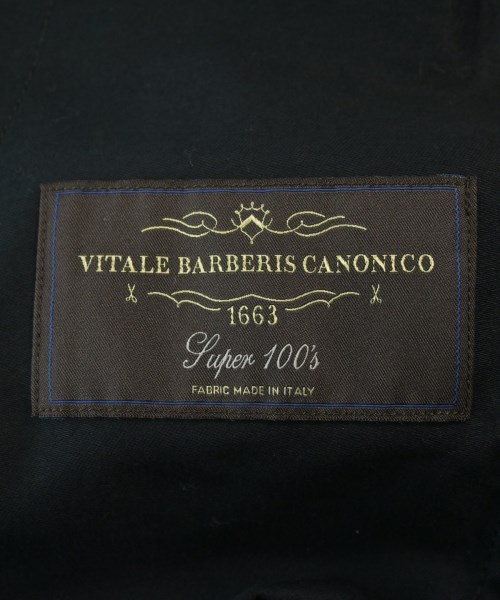 VITALE BARBERIS CANONICO
1663
Super 100's
FABRIC MADE IN ITALY